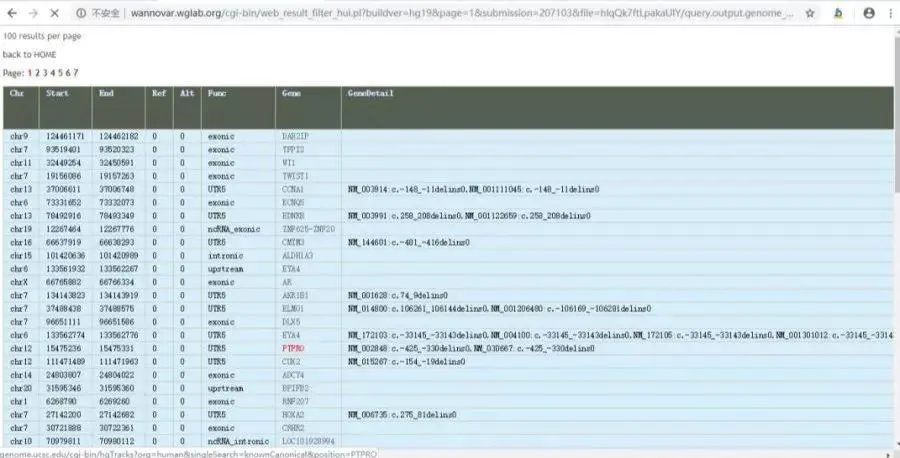 不安全 | wannovar.wglab.org/cgi-bin/web_result_filter_hui.pl?buildver=hg19&page=1&submission=207103&file=
100 results per page
back to HOME
Page: 1 2 3 4 5 6 7
Chr Start End Ref Alt Func Gene GeneDetail
chr9 124461171 124462182 0 0 exonic DAB2IP
chr7 93519401 93520323 0 0 exonic TFPI2
chr11 32449254 32450591 0 0 exonic WT1
chr7 19156086 19157263 0 0 exonic TWIST1
chr13 37006611 37006748 0 0 UTR5 CCNA1 NM_003914:c.-148_-11delins0,NM_001111045:c.-148_-11delins0
chr6 73331652 73332073 0 0 exonic KCNQ5
chr13 78492916 78493349 0 0 UTR5 EDNRB NM_003991:c.258_208delins0,NM_001122659:c.258_208delins0
chr19 12267464 12267776 0 0 ncRNA_exonic ZNF625-ZNF20
chr16 66637919 66638293 0 0 UTR5 CMTM3 NM_144601:c.-481_-416delins0
chr15 101420636 101420989 0 0 intronic ALDH1A3
chr6 133561932 133562267 0 0 upstream EYA4
chrX 66765882 66766334 0 0 exonic AR
chr7 134143823 134143919 0 0 UTR5 AKR1B1 NM_001628:c.74_9delins0
chr7 37488438 37488575 0 0 UTR5 ELMO1 NM_014800:c.106261_106144delins0,NM_001206480:c.-106169_-106281delins0
chr7 96651111 96651586 0 0 exonic DLX5
chr6 133562774 133562776 0 0 UTR5 EYA4 NM_172103:c.-33145_-33143delins0,NM_004100:c.-33145_-33143delins0,NM_172105:c.-33145_-33143delins0,NM_001301012:c.-33145_-33143
chr12 15475236 15475331 0 0 UTR5 PTPRO NM_002848:c.-425_-330delins0,NM_030667:c.-425_-330delins0
chr12 111471489 111471963 0 0 UTR5 CUX2 NM_015267:c.-154_-19delins0
chr14 24803807 24804022 0 0 exonic ADCY4
chr20 31595346 31595360 0 0 upstream BPIFB2
chr1 6268790 6269260 0 0 exonic RNF207
chr7 27142200 27142682 0 0 UTR5 HOXA2 NM_006735:c.275_81delins0
chr7 30721888 30722361 0 0 exonic CRHR2
chr10 70979811 70980112 0 0 ncRNA_intronic LOC101928994
genome.ucsc.edu/cgi-bin/hgTracks?org=human&singleSearch=knownCanonical&position=PTPRO